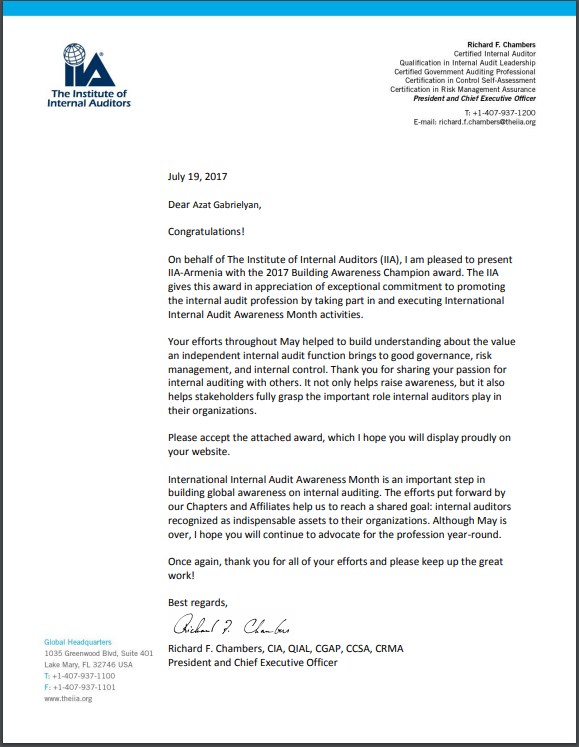 IIA
The Institute of
Internal Auditors
Richard F. Chambers
Certified Internal Auditor
Qualification in Internal Audit Leadership
Certified Government Auditing Professional
Certification in Control Self-Assessment
Certification in Risk Management Assurance
President and Chief Executive Officer
T: +1-407-937-1200
E-mail: richard.f.chambers@theiia.org
July 19, 2017
Dear Azat Gabrielyan,
Congratulations!
On behalf of The Institute of Internal Auditors (IIA), I am pleased to present
IIA-Armenia with the 2017 Building Awareness Champion award. The IIA
gives this award in appreciation of exceptional commitment to promoting
the internal audit profession by taking part in and executing International
Internal Audit Awareness Month activities.
Your efforts throughout May helped to build understanding about the value
an independent internal audit function brings to good governance, risk
management, and internal control. Thank you for sharing your passion for
internal auditing with others. It not only helps raise awareness, but it also
helps stakeholders fully grasp the important role internal auditors play in
their organizations.
Please accept the attached award, which I hope you will display proudly on
your website.
International Internal Audit Awareness Month is an important step in
building global awareness on internal auditing. The efforts put forward by
our Chapters and Affiliates help us to reach a shared goal: internal auditors
recognized as indispensable assets to their organizations. Although May is
over, I hope you will continue to advocate for the profession year-round.
Once again, thank you for all of your efforts and please keep up the great
work!
Best regards,
Richard F. Chambers
Richard F. Chambers, CIA, QIAL, CGAP, CCSA, CRMA
President and Chief Executive Officer
Global Headquarters
1035 Greenwood Blvd, Suite 401
Lake Mary, FL 32746 USA
T: +1-407-937-1100
F: +1-407-937-1101
www.theiia.org